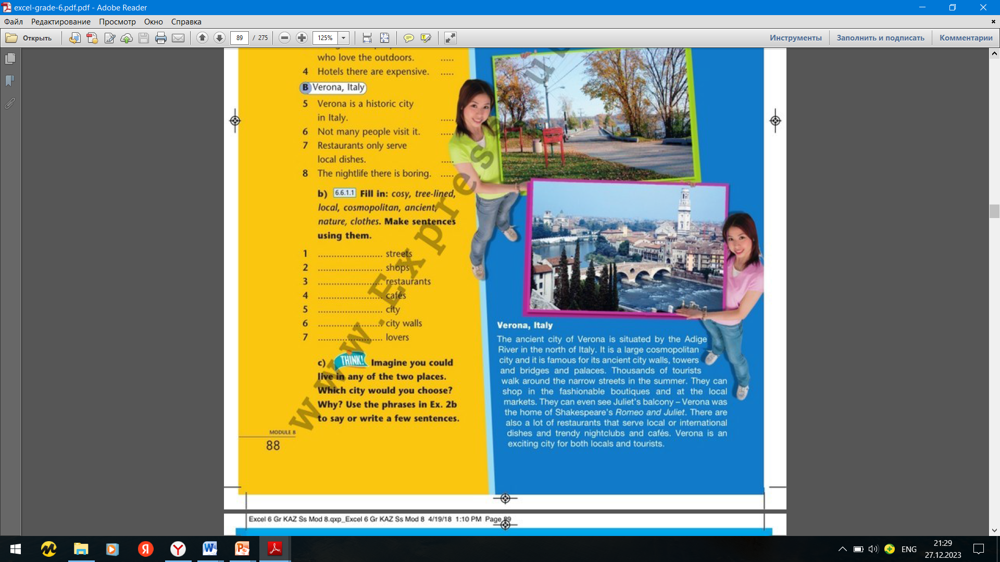 excel-grade-6.pdf.pdf - Adobe Reader
Файл Редактирование Просмотр Окно Справка
Открыть 89 / 275 125% Инструменты Заполнить и подписать Комментарии
who love the outdoors. .....
4 Hotels there are expensive. .....
B Verona, Italy
5 Verona is a historic city
in Italy. .....
6 Not many people visit it. .....
7 Restaurants only serve
local dishes. .....
8 The nightlife there is boring. .....
b) 6.6.1.1 Fill in: cosy, tree-lined,
local, cosmopolitan, ancient,
nature, clothes. Make sentences
using them.
1 ........................ streets
2 ........................ shops
3 ........................ restaurants
4 ........................ cafés
5 ........................ city
6 ........................ city walls
7 ........................ lovers
c) THINK! Imagine you could
live in any of the two places.
Which city would you choose?
Why? Use the phrases in Ex. 2b
to say or write a few sentences.
MODULE 8
88
Verona, Italy
The ancient city of Verona is situated by the Adige
River in the north of Italy. It is a large cosmopolitan
city and it is famous for its ancient city walls, towers
and bridges and palaces. Thousands of tourists
walk around the narrow streets in the summer. They can
shop in the fashionable boutiques and at the local
markets. They can even see Juliet's balcony – Verona was
the home of Shakespeare's Romeo and Juliet. There are
also a lot of restaurants that serve local or international
dishes and trendy nightclubs and cafés. Verona is an
exciting city for both locals and tourists.
www.Express
Excel 6 Gr KAZ Ss Mod 8.qxp_Excel 6 Gr KAZ Ss Mod 8 4/19/18 1:10 PM Page 89
ENG
21:29
27.12.2023